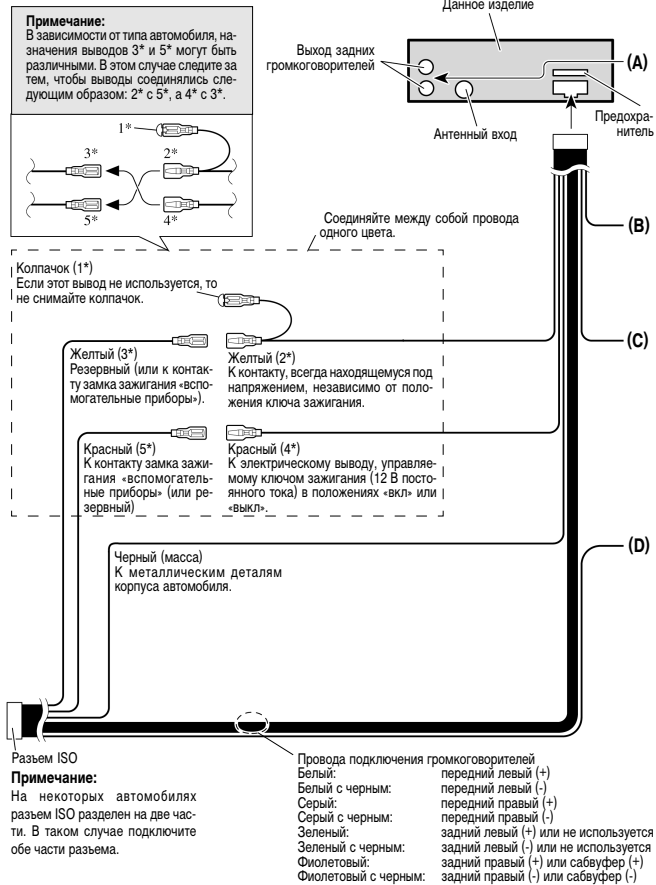 Примечание:
В зависимости от типа автомобиля, на-
значения выводов 3* и 5* могут быть
различными. В этом случае следите за
тем, чтобы выводы соединялись сле-
дующим образом: 2* с 5*, а 4* с 3*.
1*
3*
2*
5*
4*
Данное изделие
Выход задних
громкоговорителей
(A)
Антенный вход
Предохра-
нитель
(B)
Соединяйте между собой провода
одного цвета.
Колпачок (1*)
Если этот вывод не используется, то
не снимайте колпачок.
(C)
Желтый (3*)
Резервный (или к контак-
ту замка зажигания «вспо-
могательные приборы»).
Желтый (2*)
К контакту, всегда находящемуся под
напряжением, независимо от поло-
жения ключа зажигания.
Красный (5*)
К контакту замка зажи-
гания «вспомогатель-
ные приборы» (или ре-
зервный)
Красный (4*)
К электрическому выводу, управляе-
мому ключом зажигания (12 В посто-
янного тока) в положениях «вкл» или
«выкл».
(D)
Черный (масса)
К металлическим деталям
корпуса автомобиля.
Разъем ISO
Примечание:
На некоторых автомобилях
разъем ISO разделен на две час-
ти. В таком случае подключите
обе части разъема.
Провода подключения громкоговорителей
Белый: передний левый (+)
Белый с черным: передний левый (-)
Серый: передний правый (+)
Серый с черным: передний правый (-)
Зеленый: задний левый (+) или не используется
Зеленый с черным: задний левый (-) или не используется
Фиолетовый: задний правый (+) или сабвуфер (+)
Фиолетовый с черным: задний правый (-) или сабвуфер (-)